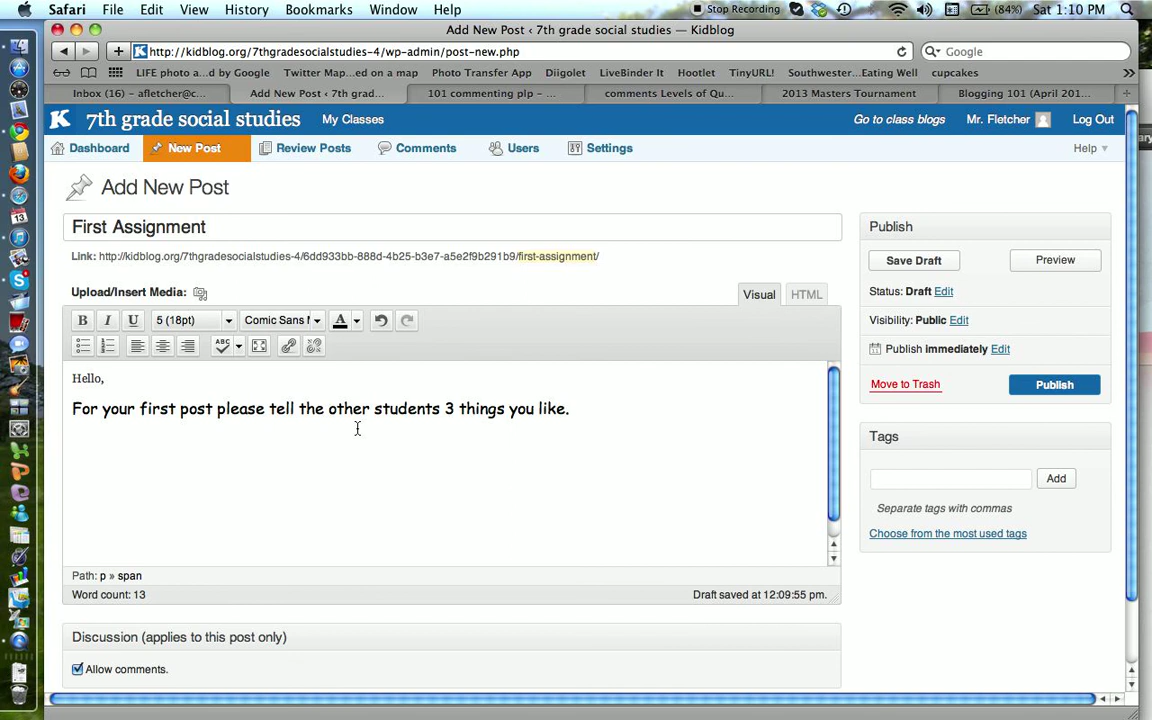 Safari File Edit View History Bookmarks Window Help Stop Recording (84%) Sat 1:10 PM
Add New Post ‹ 7th grade social studies — Kidblog
http://kidblog.org/7thgradesocialstudies-4/wp-admin/post-new.php Google
LIFE photo a...d by Google Twitter Map...ed on a map Photo Transfer App Diigolet LiveBinder It Hootlet TinyURL! Southwester...Eating Well cupcakes
Inbox (16) – afletcher@c... Add New Post ‹ 7th grad... 101 commenting plp – ... comments Levels of Qu... 2013 Masters Tournament Blogging 101 (April 201...
K 7th grade social studies My Classes Go to class blogs Mr. Fletcher Log Out
Dashboard New Post Review Posts Comments Users Settings Help
Add New Post
First Assignment
Link: http://kidblog.org/7thgradesocialstudies-4/6dd933bb-888d-4b25-b3e7-a5e2f9b291b9/first-assignment/
Upload/Insert Media: Visual HTML
B I U 5 (18pt) Comic Sans A
ABC
Hello,
For your first post please tell the other students 3 things you like.
Path: p » span
Word count: 13 Draft saved at 12:09:55 pm.
Discussion (applies to this post only)
Allow comments.
Publish
Save Draft Preview
Status: Draft Edit
Visibility: Public Edit
Publish immediately Edit
Move to Trash Publish
Tags
Add
Separate tags with commas
Choose from the most used tags